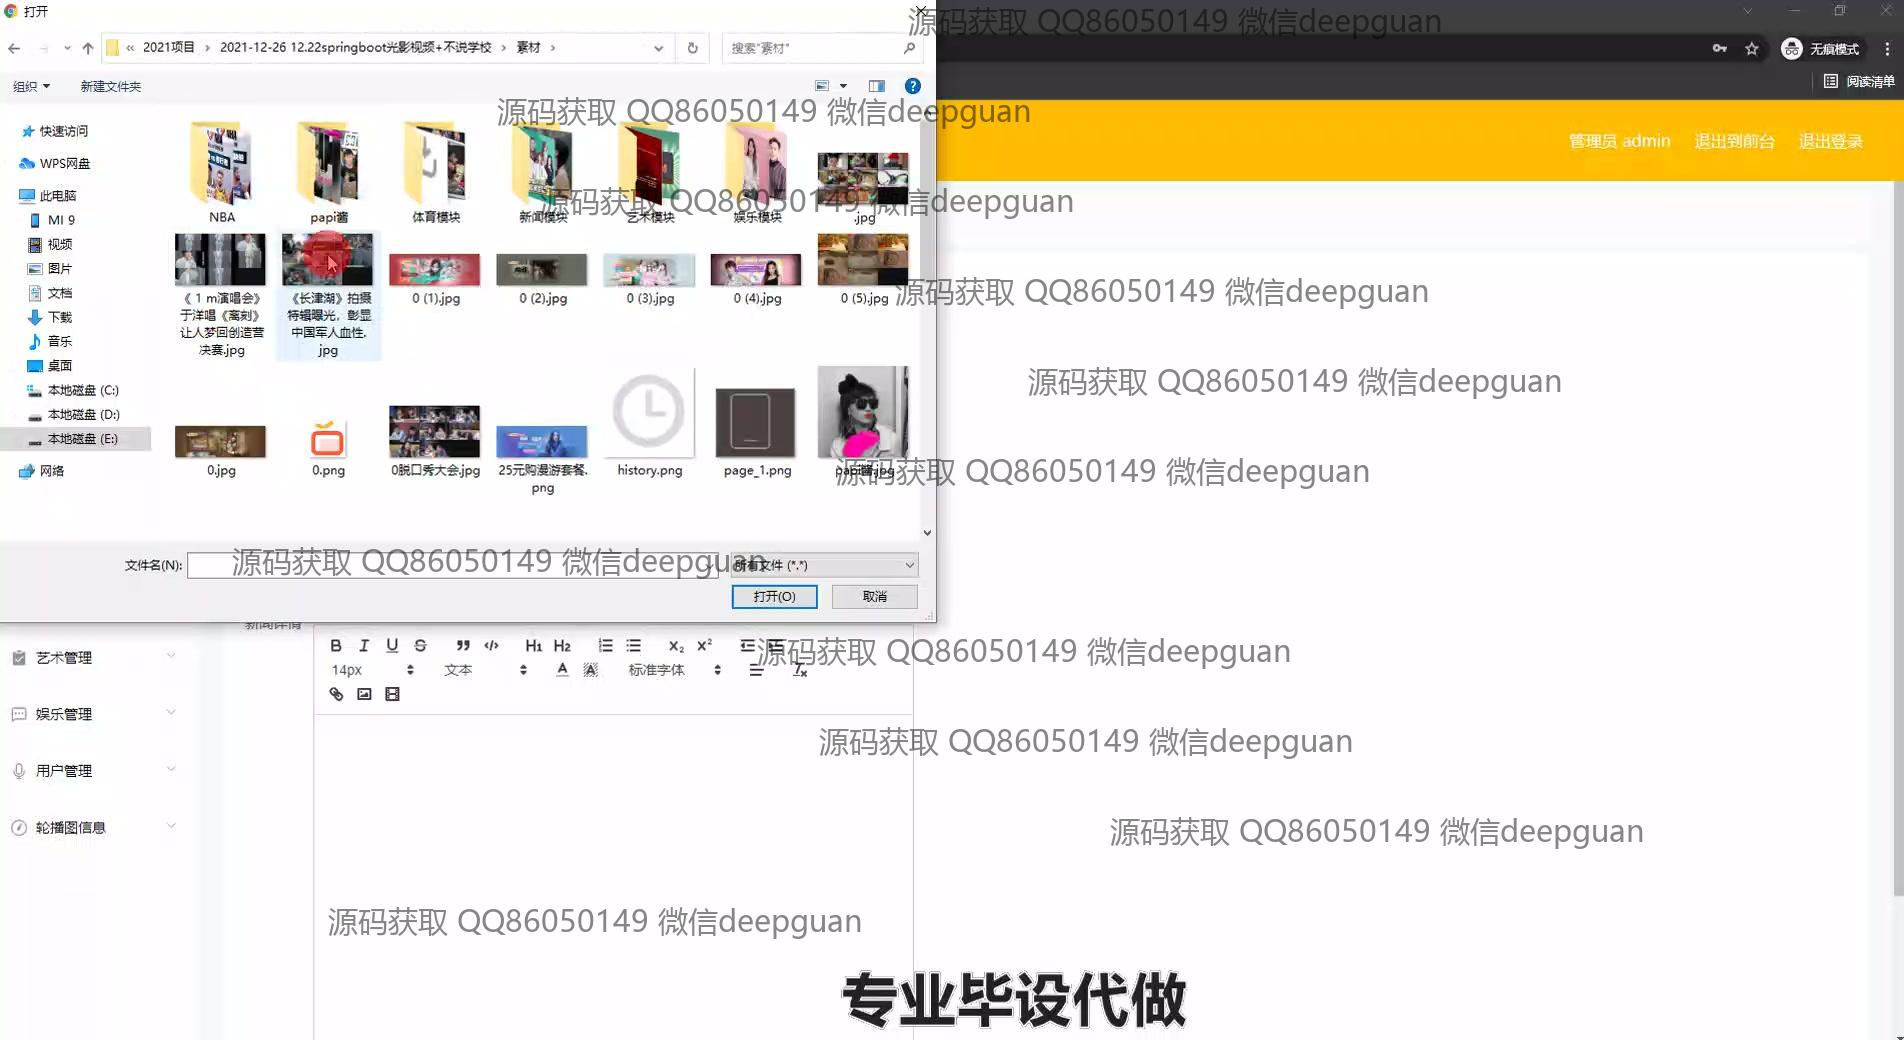 打开
源码获取 QQ86050149 微信deepguan
« 2021项目 › 2021-12-26 12.22springboot光影视频+不说学校 › 素材 ›
搜索"素材"
无痕模式
组织
新建文件夹
阅读清单
源码获取 QQ86050149 微信deepguan
管理员 admin
退出到前台
退出登录
快速访问
WPS网盘
此电脑
MI 9
视频
图片
文档
下载
音乐
桌面
本地磁盘 (C:)
本地磁盘 (D:)
本地磁盘 (E:)
网络
源码获取 QQ86050149 微信deepguan
NBA
papi酱
体育模块
新闻模块
艺术模块
娱乐模块
.jpg
《 1 m演唱会》
于洋唱《离刻》
让人梦回创造营
决赛.jpg
《长津湖》拍摄
特辑曝光，彰显
中国军人血性.
jpg
0 (1).jpg
0 (2).jpg
0 (3).jpg
0 (4).jpg
0 (5).jpg
源码获取 QQ86050149 微信deepguan
源码获取 QQ86050149 微信deepguan
0.jpg
0.png
0脱口秀大会.jpg
25元购漫游套餐.
png
history.png
page_1.png
papi酱.jpg
源码获取 QQ86050149 微信deepguan
文件名(N):
源码获取 QQ86050149 微信deepguan
所有文件 (*.*)
打开(O)
取消
新闻详情
B I U S
H1 H2
X2 X2
14px
文本
标准字体
源码获取 QQ86050149 微信deepguan
艺术管理
娱乐管理
用户管理
轮播图信息
源码获取 QQ86050149 微信deepguan
源码获取 QQ86050149 微信deepguan
源码获取 QQ86050149 微信deepguan
专业毕设代做